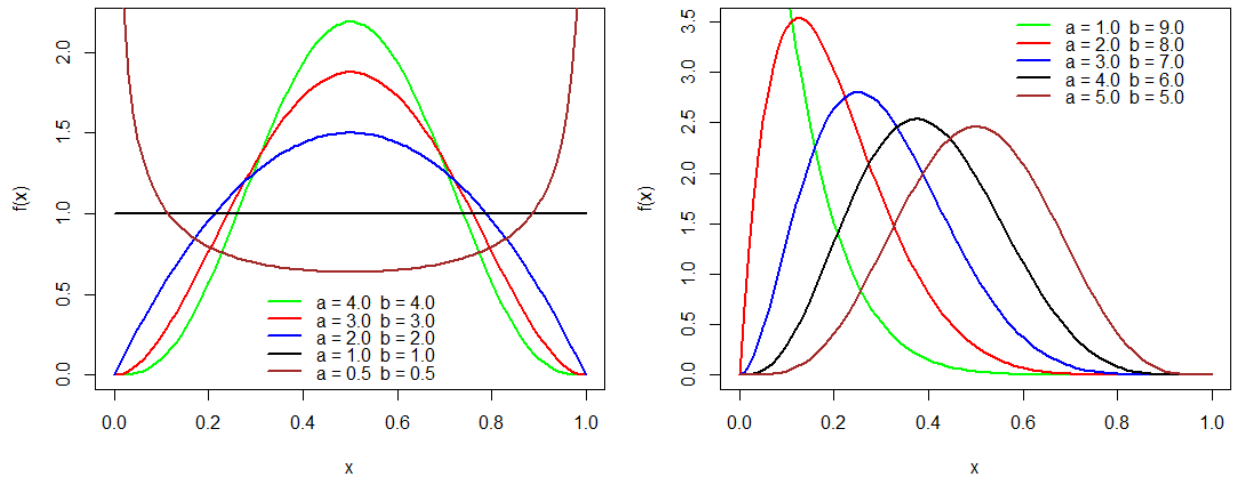 2.0
1.5
1.0
0.5
0.0
f(x)
a = 4.0 b = 4.0
a = 3.0 b = 3.0
a = 2.0 b = 2.0
a = 1.0 b = 1.0
a = 0.5 b = 0.5
0.0 0.2 0.4 0.6 0.8 1.0
x
3.5
3.0
2.5
2.0
1.5
1.0
0.5
0.0
f(x)
a = 1.0 b = 9.0
a = 2.0 b = 8.0
a = 3.0 b = 7.0
a = 4.0 b = 6.0
a = 5.0 b = 5.0
0.0 0.2 0.4 0.6 0.8 1.0
x